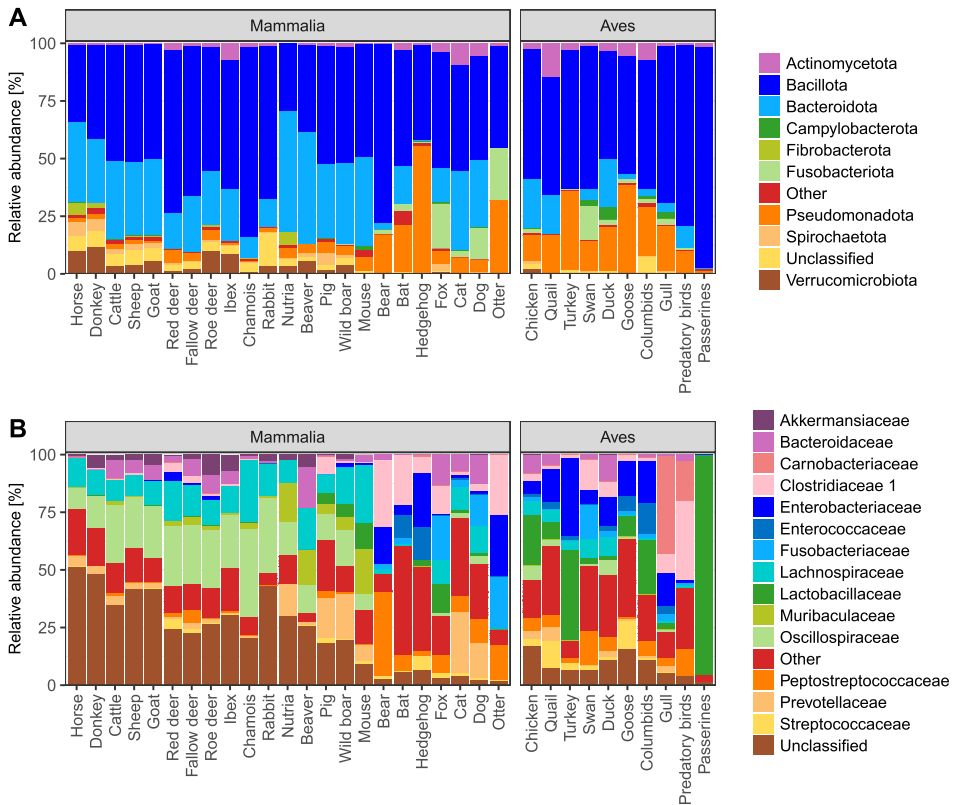 A
Mammalia
Aves
Relative abundance [%]
100
75
50
25
0
Horse
Donkey
Cattle
Sheep
Goat
Red deer
Fallow deer
Roe deer
Ibex
Chamois
Rabbit
Nutria
Beaver
Pig
Wild boar
Mouse
Bear
Bat
Hedgehog
Fox
Cat
Dog
Otter
Chicken
Quail
Turkey
Swan
Duck
Goose
Columbids
Gull
Predatory birds
Passerines
Actinomycetota
Bacillota
Bacteroidota
Campylobacterota
Fibrobacterota
Fusobacteriota
Other
Pseudomonadota
Spirochaetota
Unclassified
Verrucomicrobiota
B
Mammalia
Aves
Relative abundance [%]
100
75
50
25
0
Horse
Donkey
Cattle
Sheep
Goat
Red deer
Fallow deer
Roe deer
Ibex
Chamois
Rabbit
Nutria
Beaver
Pig
Wild boar
Mouse
Bear
Bat
Hedgehog
Fox
Cat
Dog
Otter
Chicken
Quail
Turkey
Swan
Duck
Goose
Columbids
Gull
Predatory birds
Passerines
Akkermansiaceae
Bacteroidaceae
Carnobacteriaceae
Clostridiaceae 1
Enterobacteriaceae
Enterococcaceae
Fusobacteriaceae
Lachnospiraceae
Lactobacillaceae
Muribaculaceae
Oscillospiraceae
Other
Peptostreptococcaceae
Prevotellaceae
Streptococcaceae
Unclassified